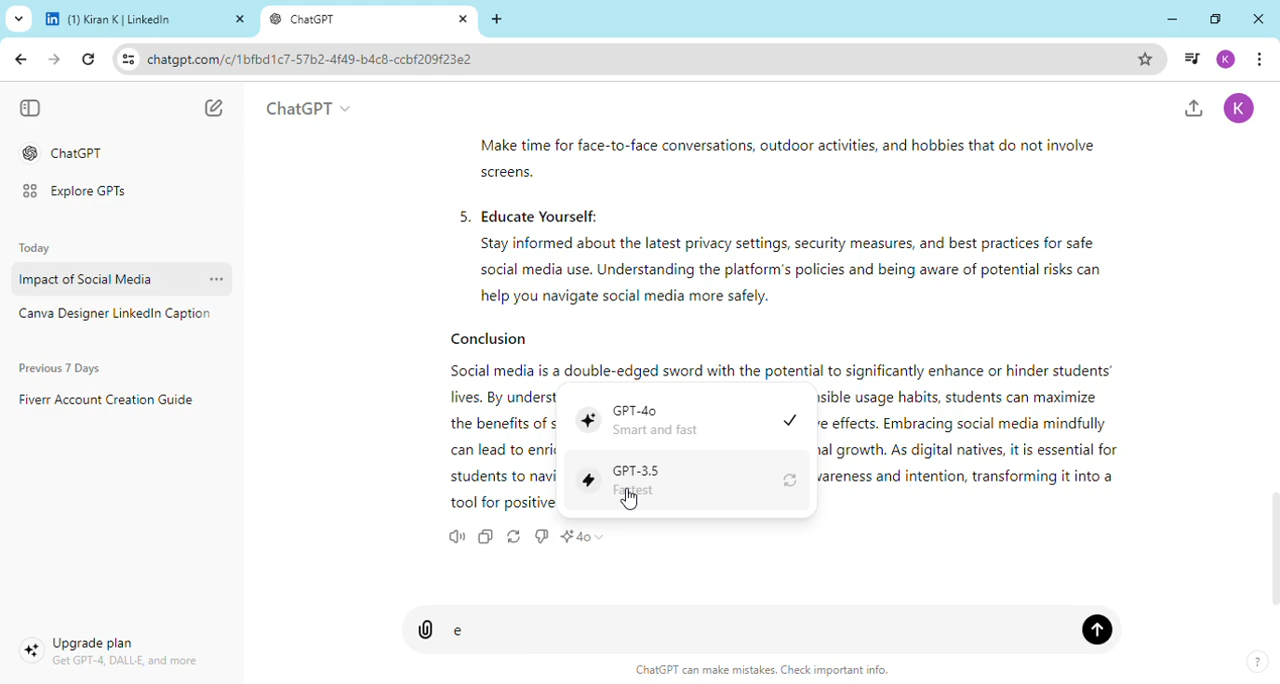 (1) Kiran K | LinkedIn
ChatGPT
chatgpt.com/c/1bfbd1c7-57b2-4f49-b4c8-ccbf209f23e2
K
ChatGPT
Explore GPTs
Today
Impact of Social Media
Canva Designer LinkedIn Caption
Previous 7 Days
Fiverr Account Creation Guide
Upgrade plan
Get GPT-4, DALL·E, and more
ChatGPT
K
Make time for face-to-face conversations, outdoor activities, and hobbies that do not involve
screens.
5. Educate Yourself:
Stay informed about the latest privacy settings, security measures, and best practices for safe
social media use. Understanding the platform's policies and being aware of potential risks can
help you navigate social media more safely.
Conclusion
Social media is a double-edged sword with the potential to significantly enhance or hinder students'
lives. By underst
sible usage habits, students can maximize
the benefits of s
e effects. Embracing social media mindfully
can lead to enri
nal growth. As digital natives, it is essential for
students to navi
wareness and intention, transforming it into a
tool for positive
GPT-4o
Smart and fast
GPT-3.5
Fastest
4o
e
ChatGPT can make mistakes. Check important info.
?